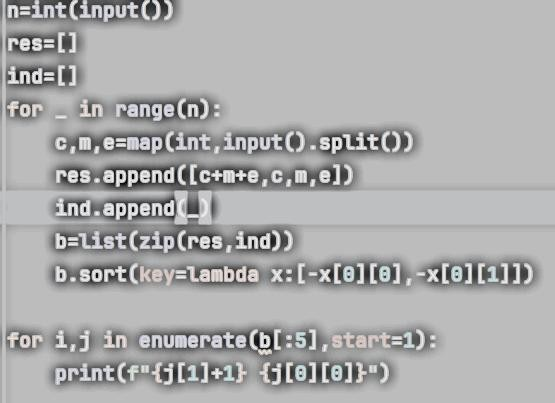 n=int(input())
res=[]
ind=[]
for _ in range(n):
    c,m,e=map(int,input().split())
    res.append([c+m+e,c,m,e])
    ind.append(_)
    b=list(zip(res,ind))
    b.sort(key=lambda x:[-x[0][0],-x[0][1]])

for i,j in enumerate(b[:5],start=1):
    print(f"{j[1]+1} {j[0][0]}")